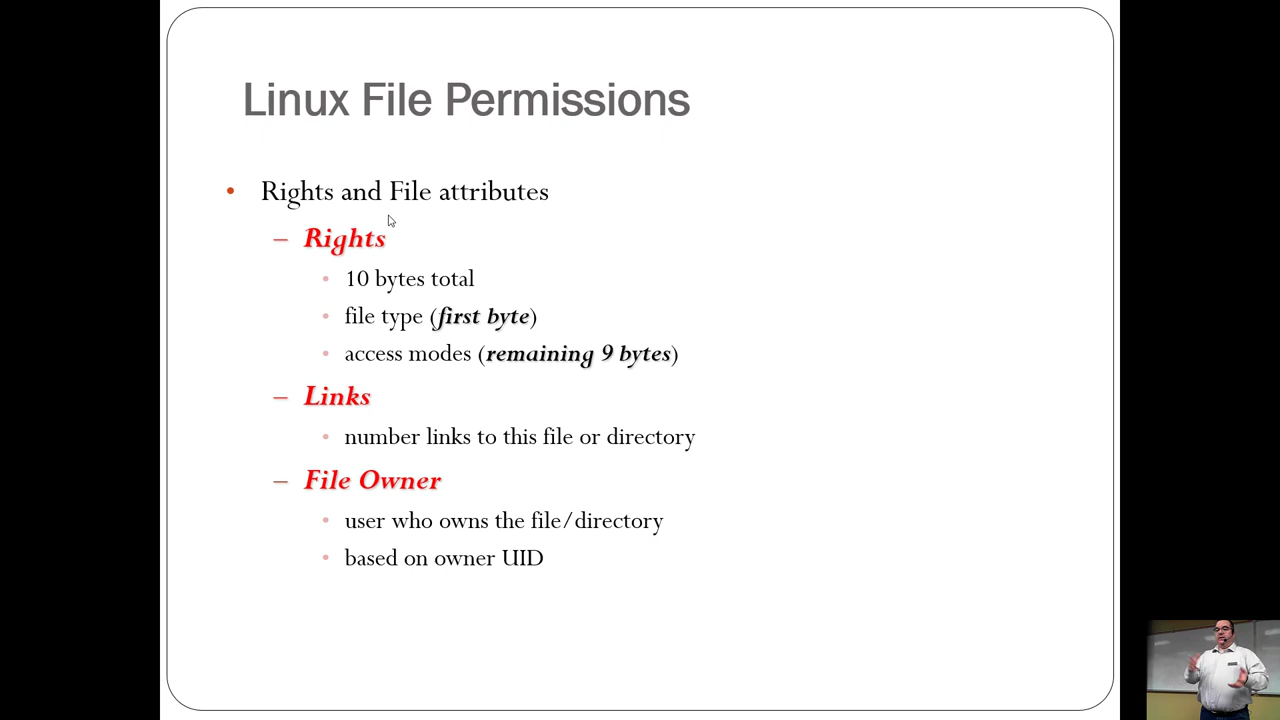 Linux File Permissions
• Rights and File attributes
– Rights
• 10 bytes total
• file type (first byte)
• access modes (remaining 9 bytes)
– Links
• number links to this file or directory
– File Owner
• user who owns the file/directory
• based on owner UID